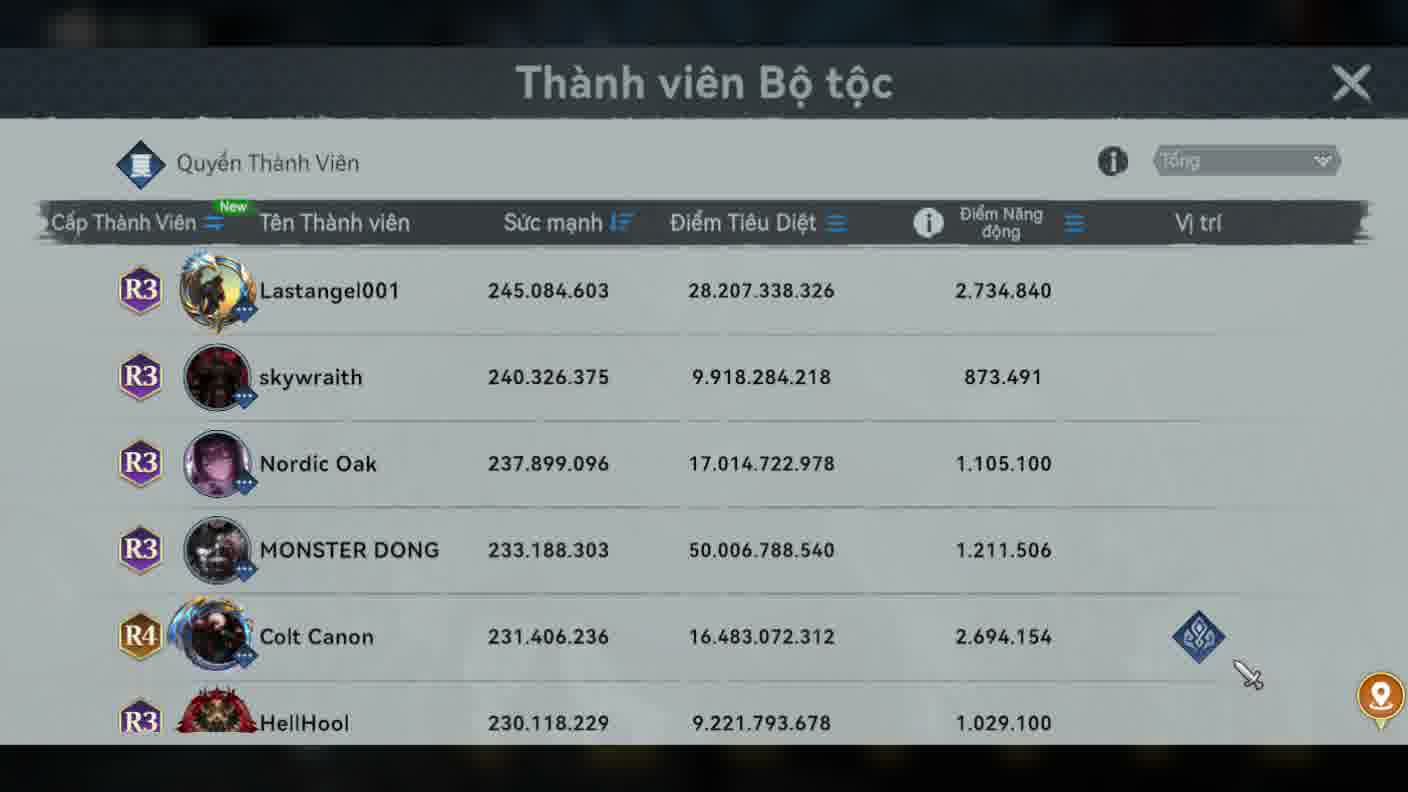 Thành viên Bộ tộc
Quyền Thành Viên
Tổng
Cấp Thành Viên New Tên Thành viên Sức mạnh Điểm Tiêu Diệt Điểm Năng động Vị trí
R3 Lastangel001 245.084.603 28.207.338.326 2.734.840
R3 skywraith 240.326.375 9.918.284.218 873.491
R3 Nordic Oak 237.899.096 17.014.722.978 1.105.100
R3 MONSTER DONG 233.188.303 50.006.788.540 1.211.506
R4 Colt Canon 231.406.236 16.483.072.312 2.694.154
R3 HellHool 230.118.229 9.221.793.678 1.029.100